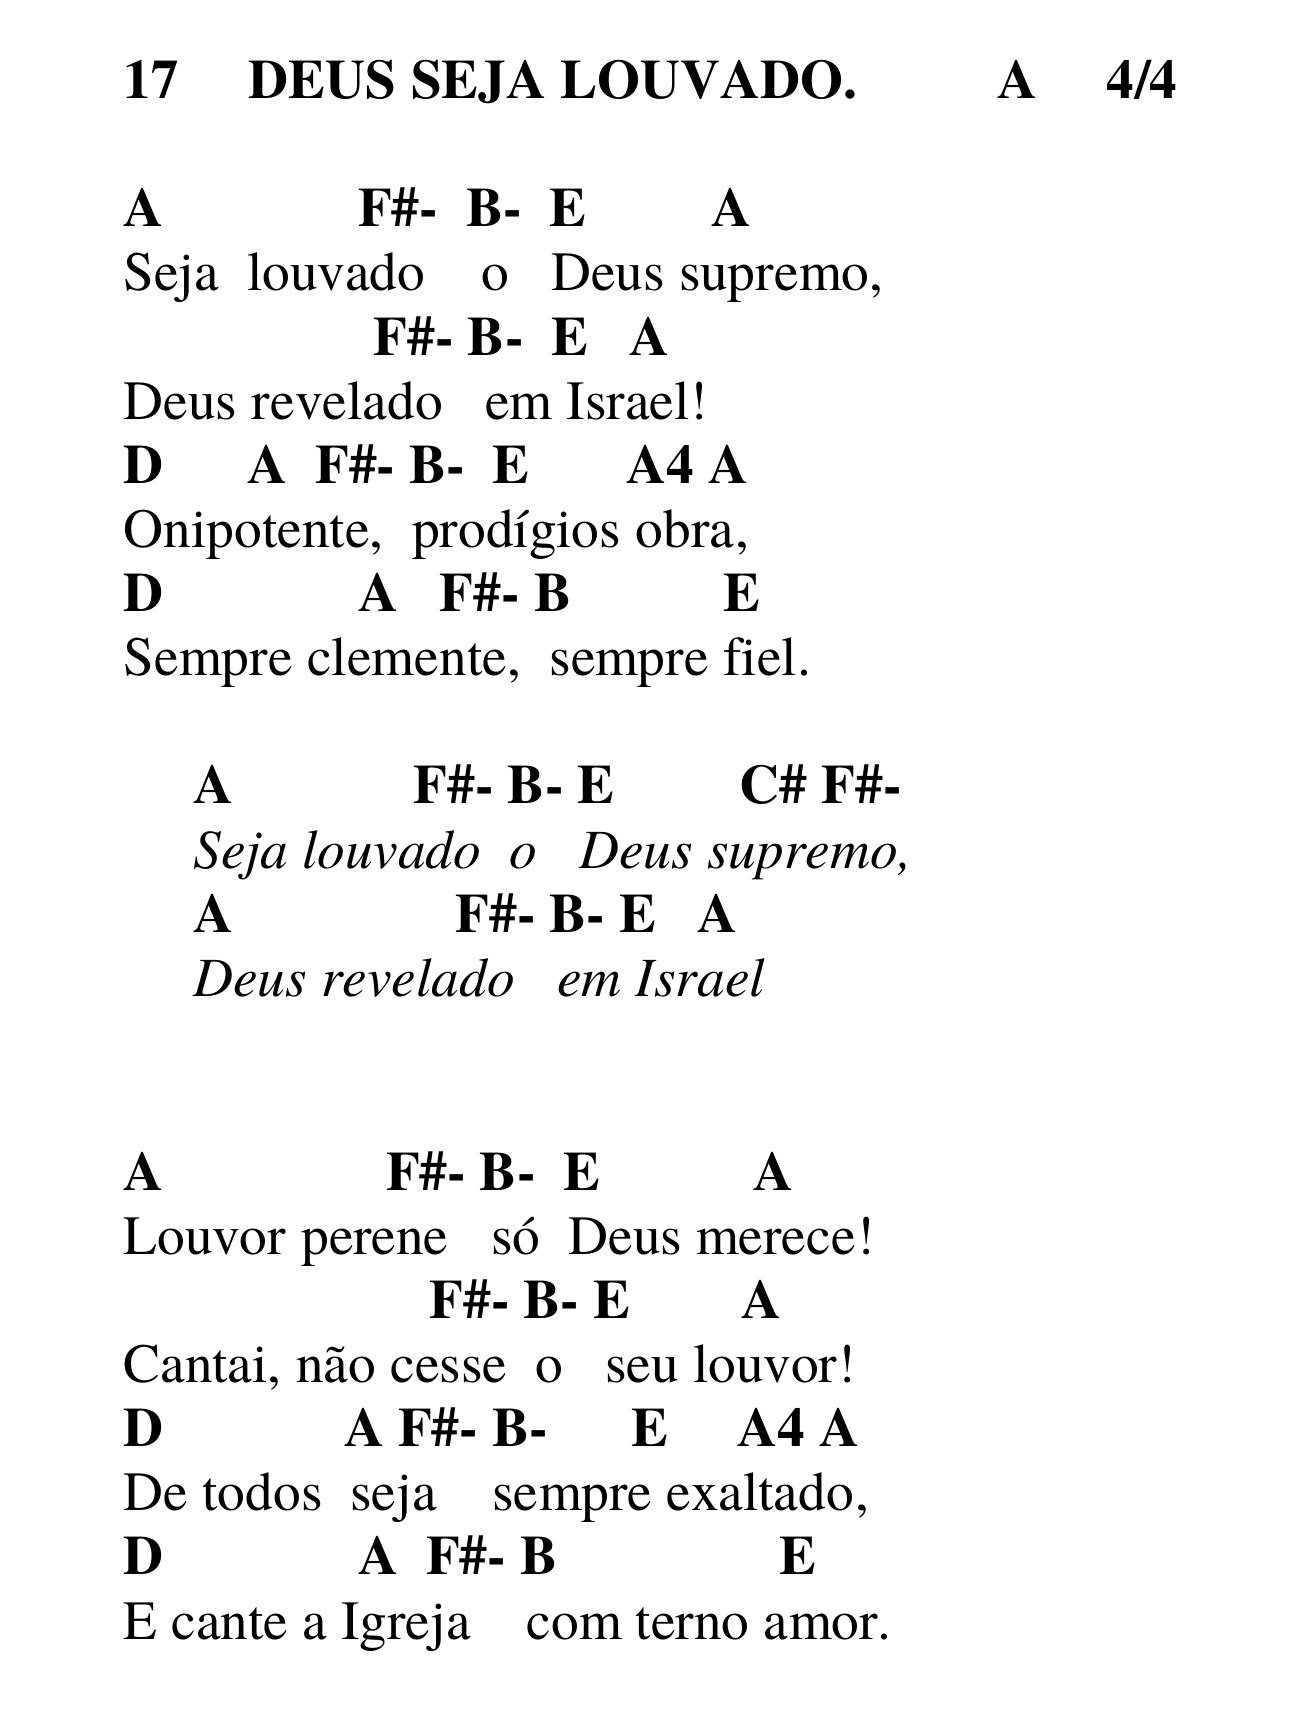 17 DEUS SEJA LOUVADO. A 4/4
A F#- B- E A
Seja louvado o Deus supremo,
F#- B- E A
Deus revelado em Israel!
D A F#- B- E A4 A
Onipotente, prodígios obra,
D A F#- B E
Sempre clemente, sempre fiel.
A F#- B- E C# F#-
Seja louvado o Deus supremo,
A F#- B- E A
Deus revelado em Israel
A F#- B- E A
Louvor perene só Deus merece!
F#- B- E A
Cantai, não cesse o seu louvor!
D A F#- B- E A4 A
De todos seja sempre exaltado,
D A F#- B E
E cante a Igreja com terno amor.